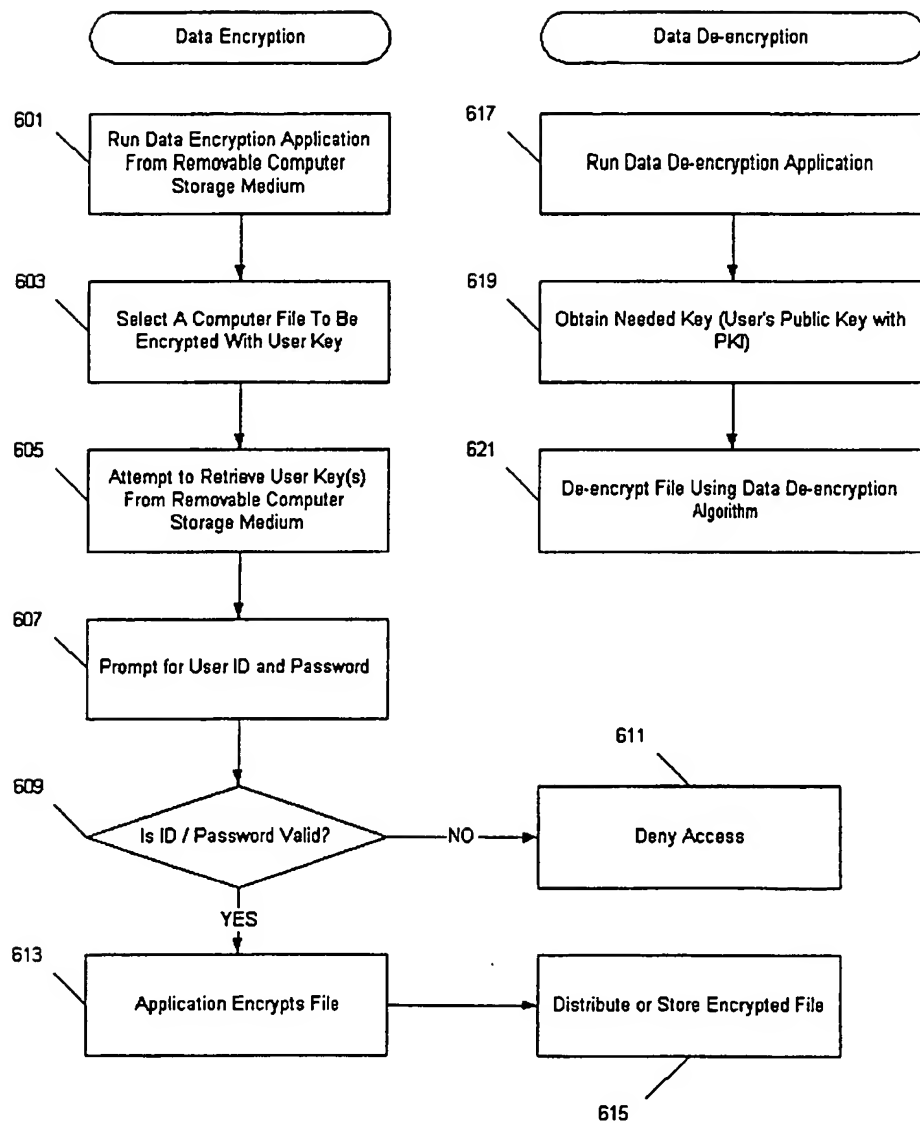 Data Encryption
Data De-encryption
601
Run Data Encryption Application
From Removable Computer
Storage Medium
603
Select A Computer File To Be
Encrypted With User Key
605
Attempt to Retrieve User Key(s)
From Removable Computer
Storage Medium
607
Prompt for User ID and Password
609
Is ID / Password Valid?
NO
611
Deny Access
YES
613
Application Encrypts File
Distribute or Store Encrypted File
615
617
Run Data De-encryption Application
619
Obtain Needed Key (User's Public Key with
PKI)
621
De-encrypt File Using Data De-encryption
Algorithm